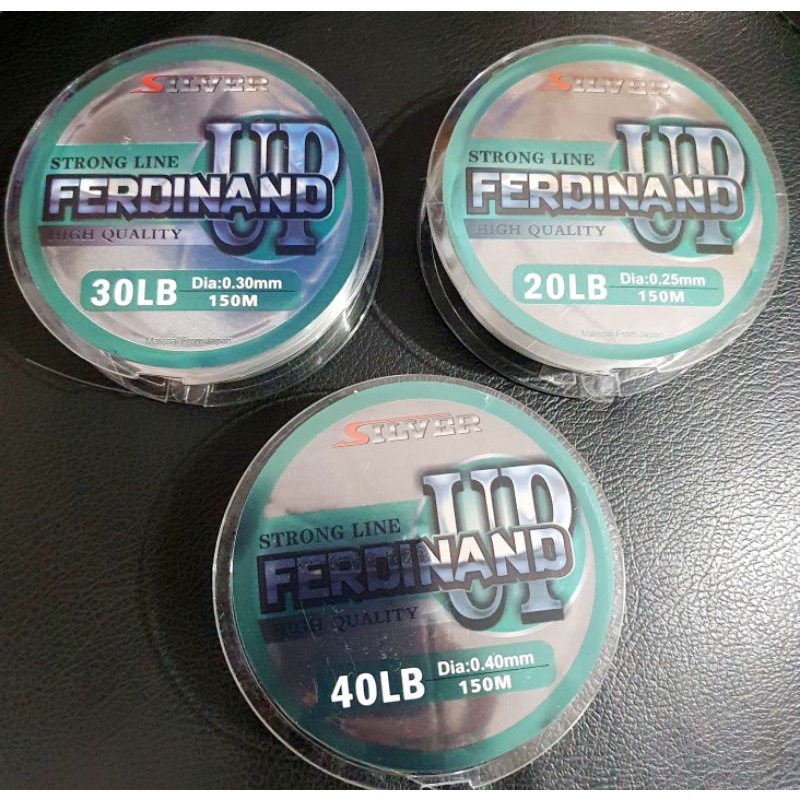 SILVER
UP
STRONG LINE
FERDINAND
HIGH QUALITY
30LB
Dia:0.30mm
150M
Material From Japan
SILVER
UP
STRONG LINE
FERDINAND
HIGH QUALITY
20LB
Dia:0.25mm
150M
Material From Japan
SILVER
UP
STRONG LINE
FERDINAND
HIGH QUALITY
40LB
Dia:0.40mm
150M